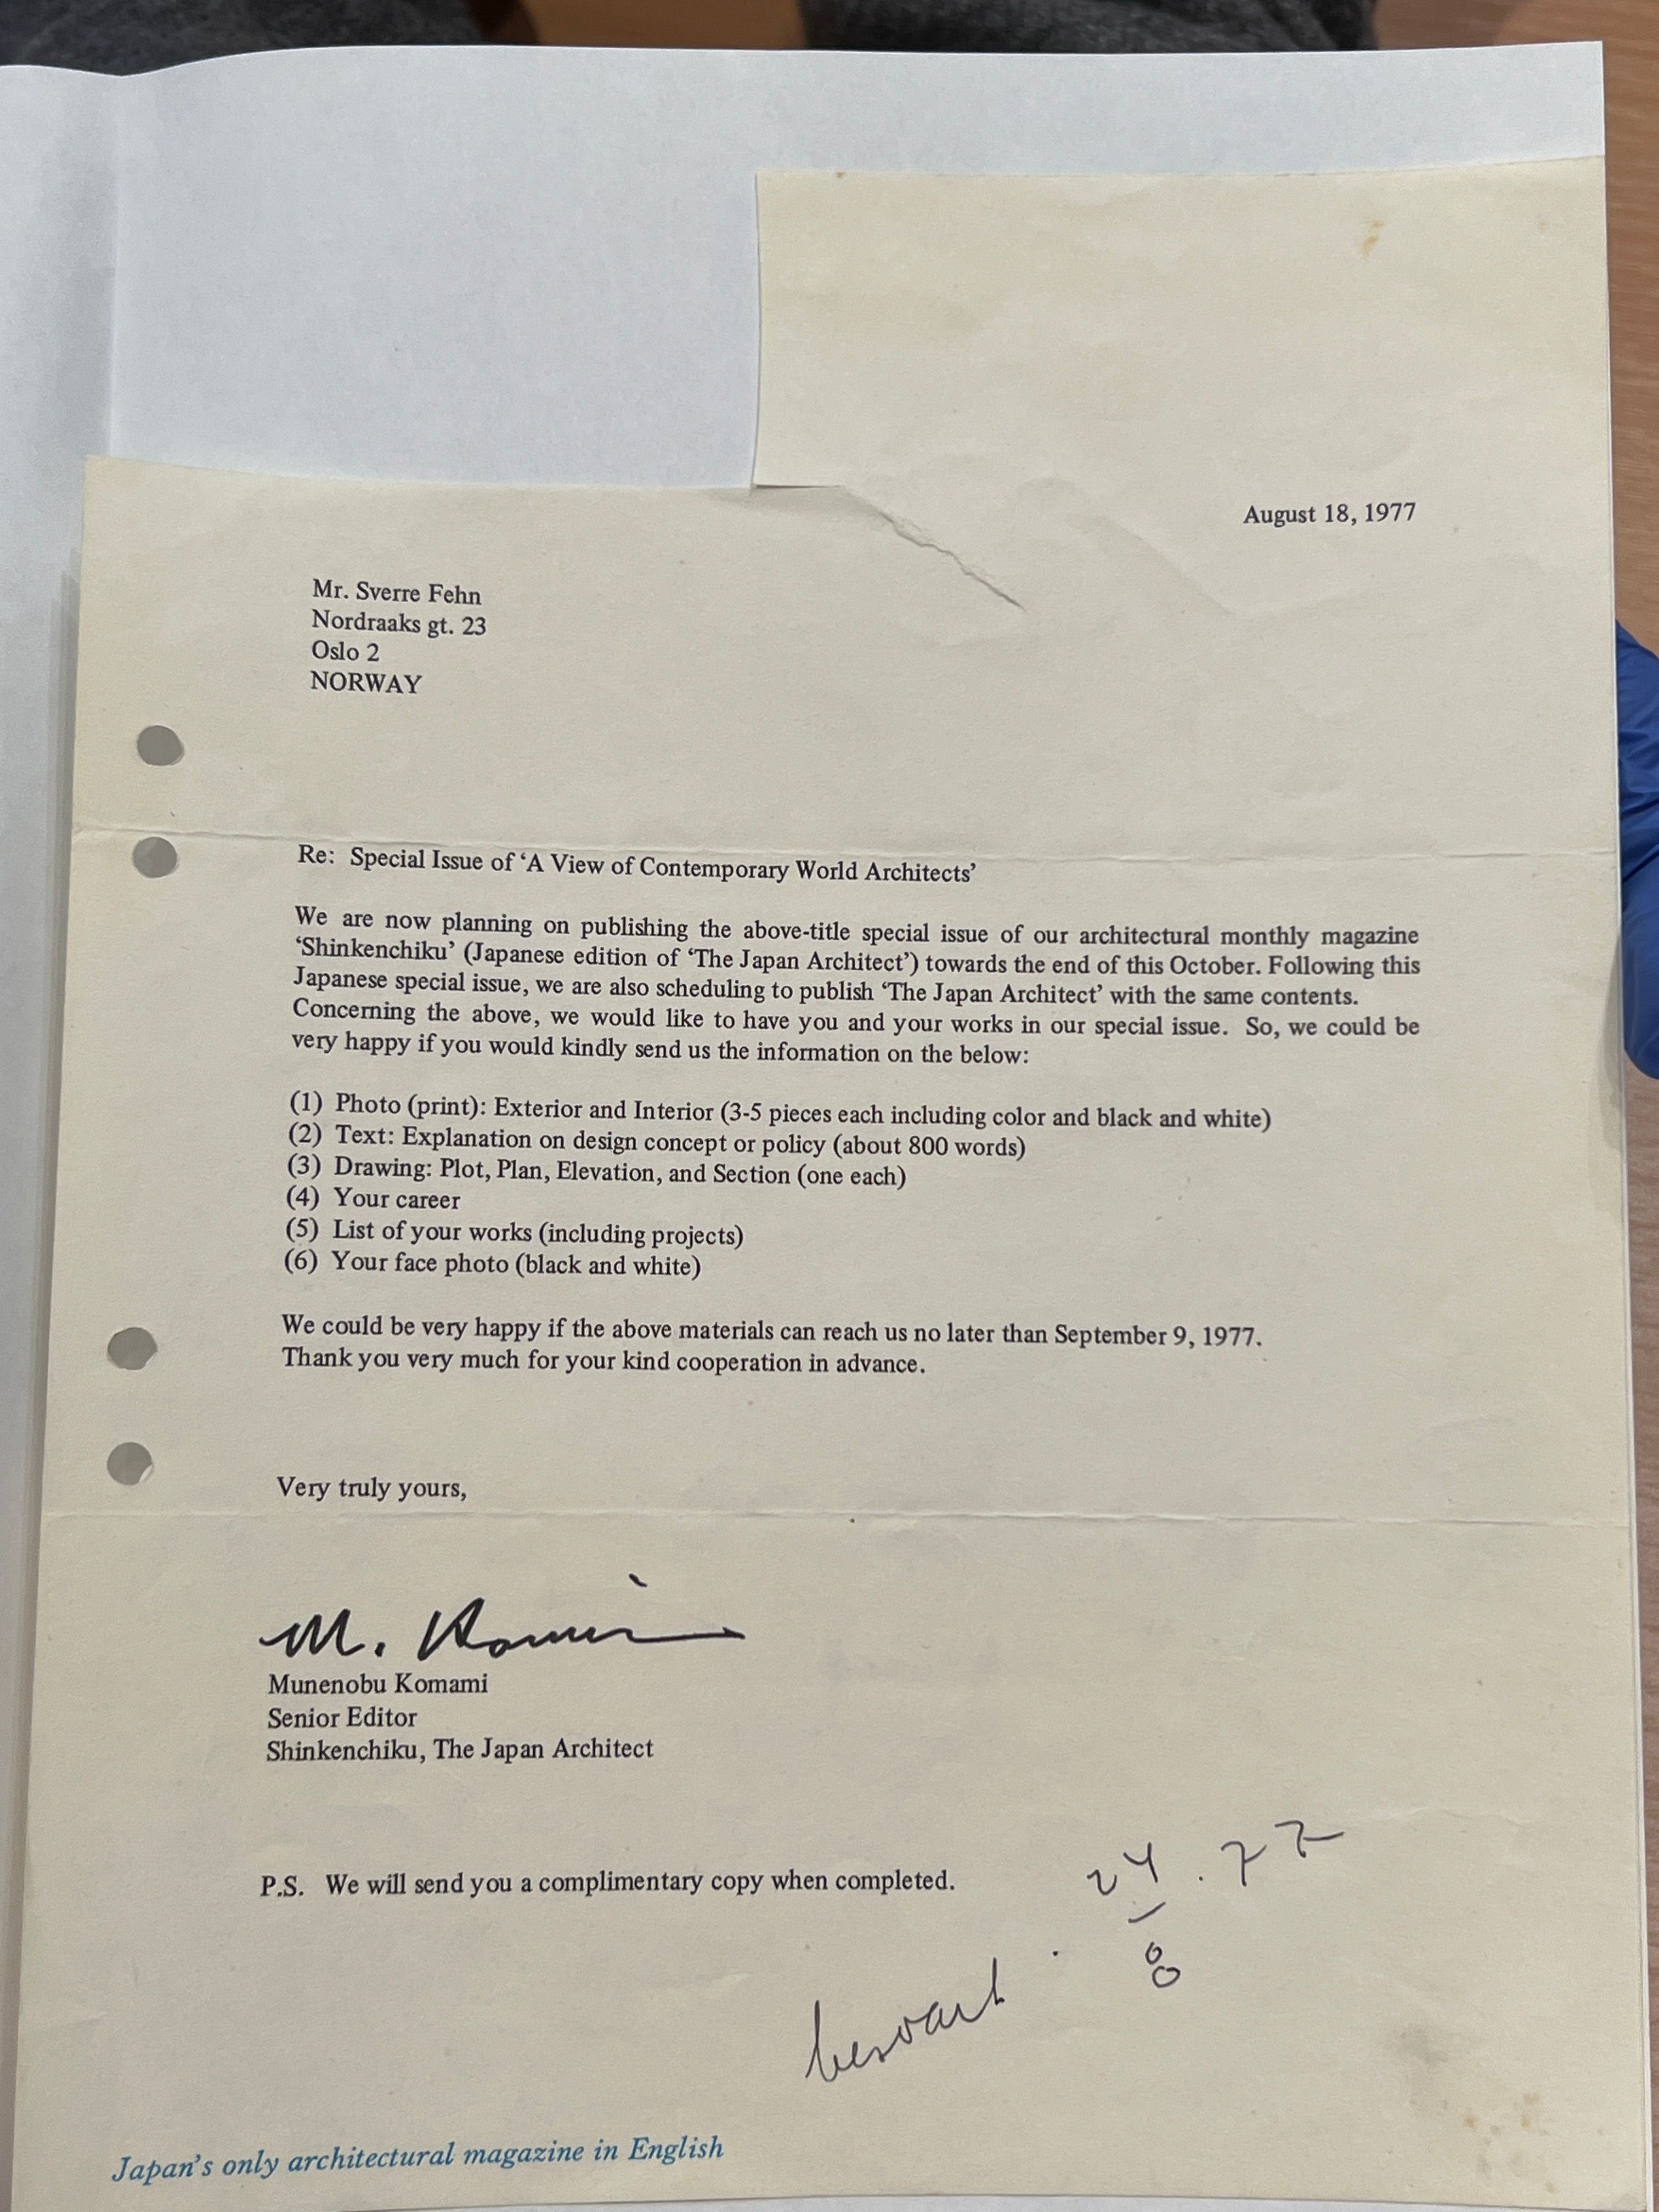 August 18, 1977
Mr. Sverre Fehn
Nordraaks gt. 23
Oslo 2
NORWAY
Re: Special Issue of ‘A View of Contemporary World Architects’
We are now planning on publishing the above-title special issue of our architectural monthly magazine
‘Shinkenchiku’ (Japanese edition of ‘The Japan Architect’) towards the end of this October. Following this
Japanese special issue, we are also scheduling to publish ‘The Japan Architect’ with the same contents.
Concerning the above, we would like to have you and your works in our special issue. So, we could be
very happy if you would kindly send us the information on the below:
(1) Photo (print): Exterior and Interior (3-5 pieces each including color and black and white)
(2) Text: Explanation on design concept or policy (about 800 words)
(3) Drawing: Plot, Plan, Elevation, and Section (one each)
(4) Your career
(5) List of your works (including projects)
(6) Your face photo (black and white)
We could be very happy if the above materials can reach us no later than September 9, 1977.
Thank you very much for your kind cooperation in advance.
Very truly yours,
M. Komami
Munenobu Komami
Senior Editor
Shinkenchiku, The Japan Architect
P.S. We will send you a complimentary copy when completed.
besvart. 24/8.77
Japan's only architectural magazine in English